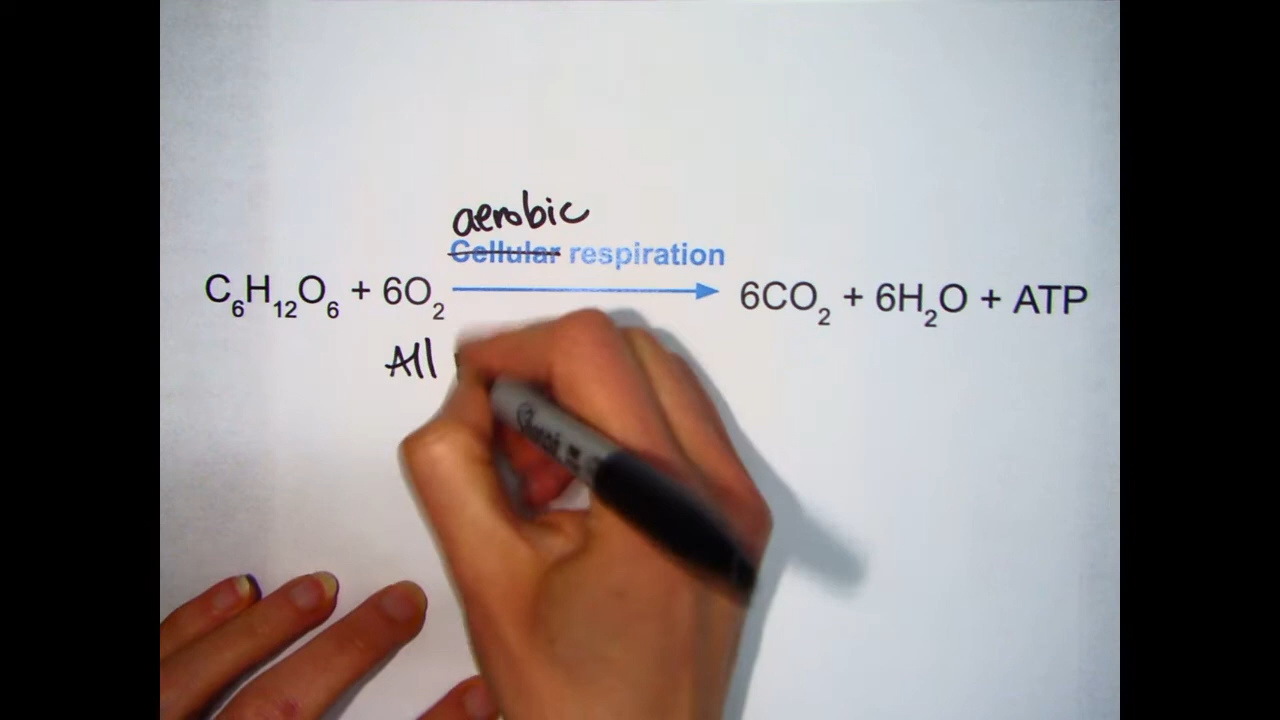 aerobic
Cellular respiration
C₆H₁₂O₆ + 6O₂ 6CO₂ + 6H₂O + ATP
All